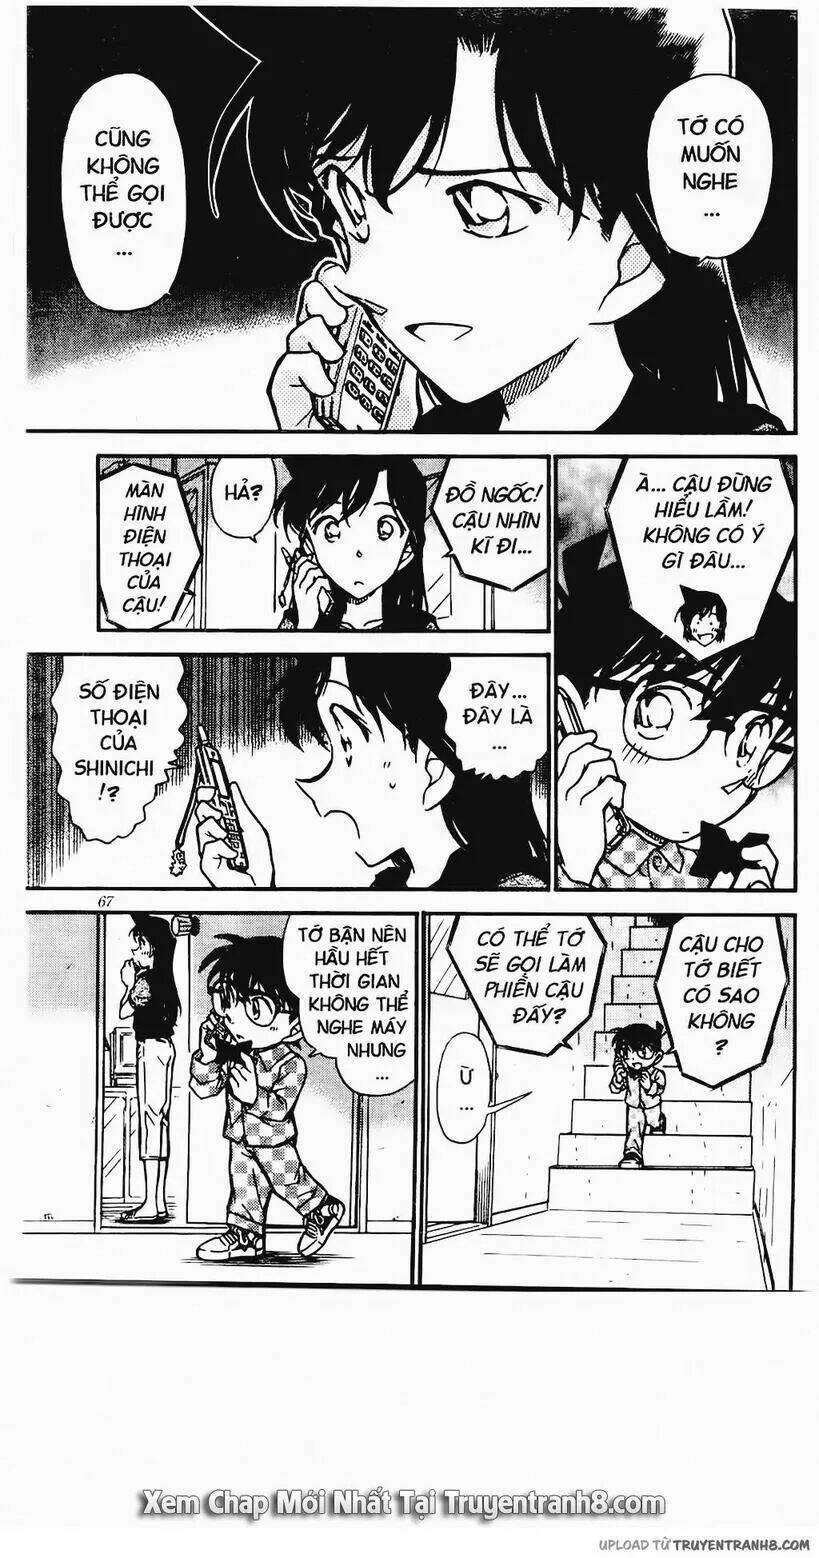 TỚ CÓ
MUỐN
NGHE
...
CŨNG
KHÔNG
THỂ GỌI
ĐƯỢC
...
À... CẬU ĐỪNG
HIỂU LẦM!
KHÔNG CÓ Ý
GÌ ĐÂU...
ĐỒ NGỐC!
CẬU NHÌN
KĨ ĐI...
HẢ?
MÀN
HÌNH
ĐIỆN
THOẠI
CỦA
CẬU!
ĐÂY...
ĐÂY LÀ
...
SỐ ĐIỆN
THOẠI
CỦA
SHINICHI
!?
67
CẬU CHO
TỚ BIẾT
CÓ SAO
KHÔNG
?
CÓ THỂ TỚ
SẼ GỌI LÀM
PHIỀN CẬU
ĐẤY?
Ừ
...
TỚ BẬN NÊN
HẦU HẾT
THỜI GIAN
KHÔNG THỂ
NGHE MÁY
NHƯNG
...
Xem Chap Mới Nhất Tại Truyentranh8.com
UPLOAD TỪ TRUYENTRANH8.COM